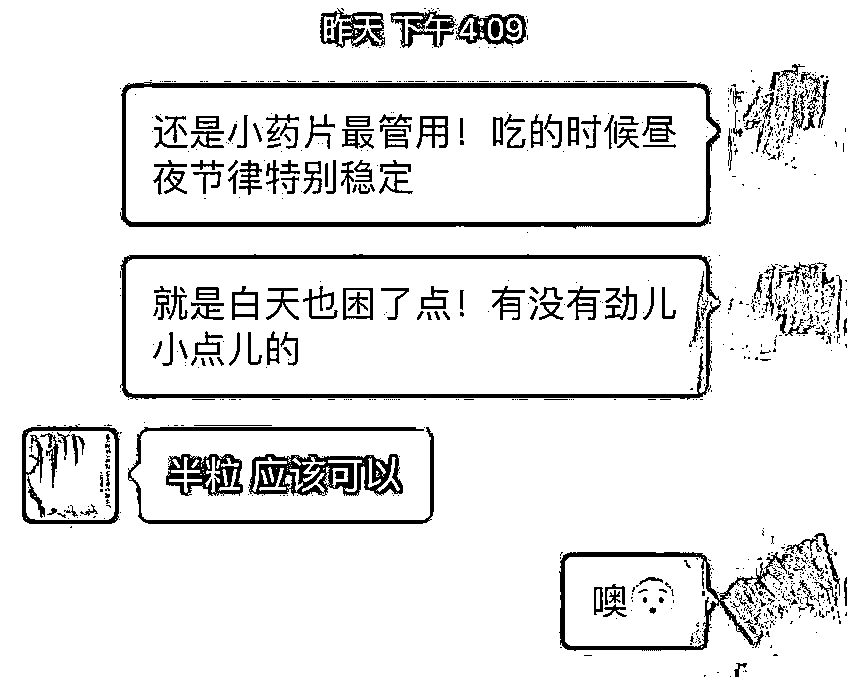 昨天 下午 4:09
还是小药片最管用！吃的时候昼
夜节律特别稳定
就是白天也困了点！有没有劲儿
小点儿的
半粒 应该可以
噢